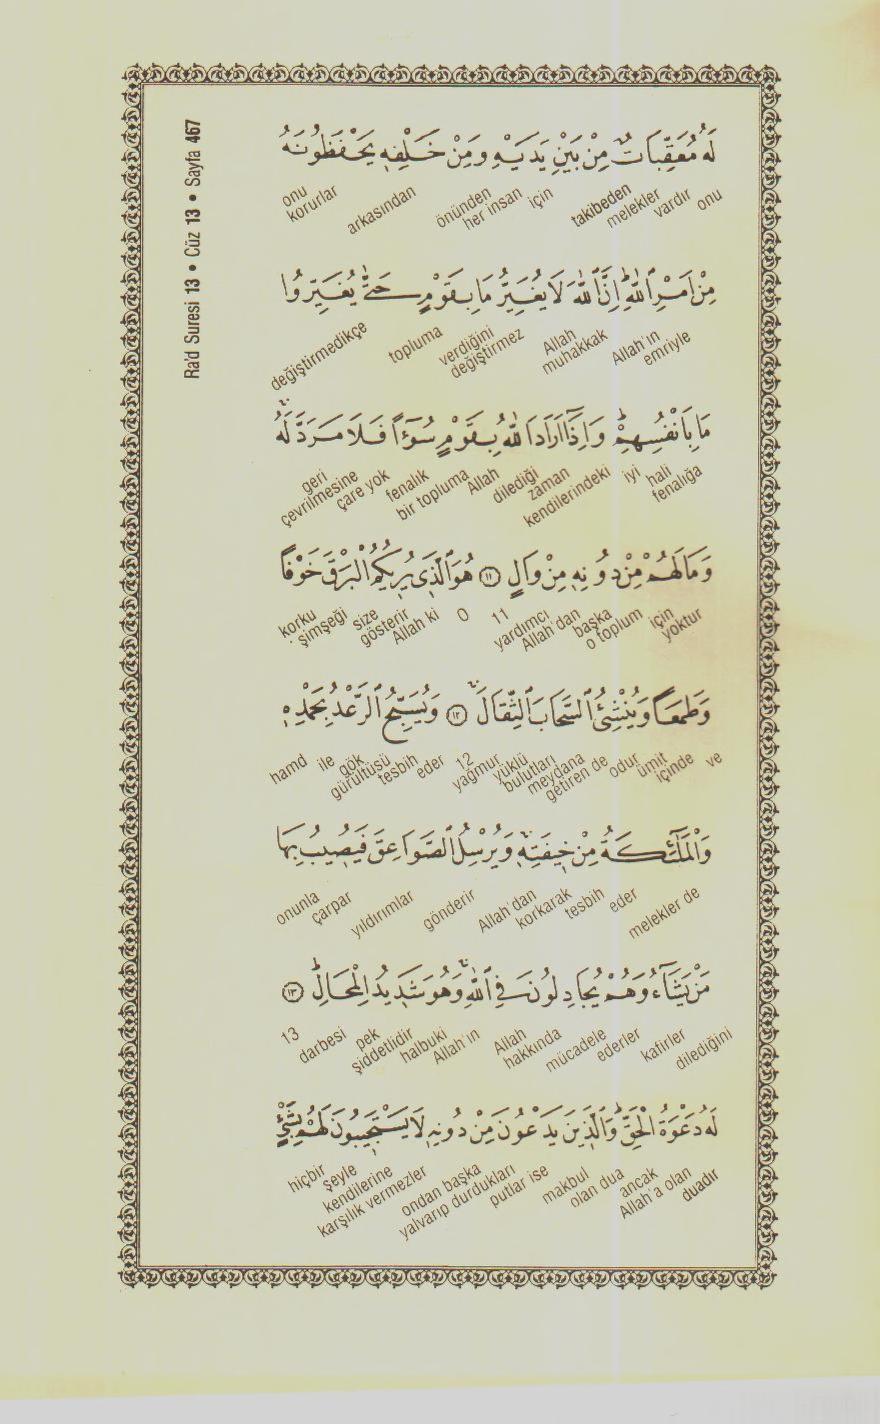 Ra'd Suresi 13 • Cüz 13 • Sayfa 467
لَهُ مُعَقِّبَاتٌ مِنْ بَيْنِ يَدَيْهِ وَمِنْ خَلْفِهِ يَحْفَظُونَهُ
onu vardır melekler takibeden için her insan önünden arkasından korurlar onu
مِنْ اَمْرِ اللّٰهِ اِنَّ اللّٰهَ لَا يُغَيِّرُ مَا بِقَوْمٍ حَتّٰى يُغَيِّرُوا
emriyle Allah'ın muhakkak Allah değiştirmez verdiğini topluma değiştirmedikçe
مَا بِاَنْفُسِهِمْ وَاِذَٓا اَرَادَ اللّٰهُ بِقَوْمٍ سُٓوءًا فَلَا مَرَدَّ لَهُ
fenalığa hali iyi kendilerindeki zaman dilediği Allah bir topluma fenalık çare yok çevrilmesine geri
وَمَا لَهُمْ مِنْ دُونِهِ مِنْ وَالٍ ﴿١١﴾ هُوَ الَّذٖى يُرٖيكُمُ الْبَرْقَ خَوْفًا
yoktur için o toplum başka Allah'dan yardımcı 11 O Allah ki gösterir size şimşeği korku
وَطَمَعًا وَيُنْشِئُ السَّحَابَ الثِّقَالَ ﴿١٢﴾ وَيُسَبِّحُ الرَّعْدُ بِحَمْدِهٖ
ve içinde ümit odur getiren de meydana bulutları yüklü yağmur 12 eder tesbih gürültüsü gök ile hamd
وَالْمَلٰٓئِكَةُ مِنْ خٖيفَتِهٖ وَيُرْسِلُ الصَّوَاعِقَ فَيُصٖيبُ بِهَا
melekler de eder tesbih korkarak Allah'dan gönderir yıldırımlar çarpar onunla
مَنْ يَشَٓاءُ وَهُمْ يُجَادِلُونَ فِى اللّٰهِ وَهُوَ شَدٖيدُ الْمِحَالِ ﴿١٣﴾
dilediğini kafirler ederler mücadele hakkında Allah Allah'ın halbuki şiddetlidir pek darbesi 13
لَهُ دَعْوَةُ الْحَقِّ وَالَّذٖينَ يَدْعُونَ مِنْ دُونِهٖ لَا يَسْتَجٖيبُونَ لَهُمْ بِشَيْئٍ
duadır Allah'a olan ancak olan dua makbul putlar ise yalvarıp durdukları ondan başka karşılık vermezler kendilerine şeyle hiçbir